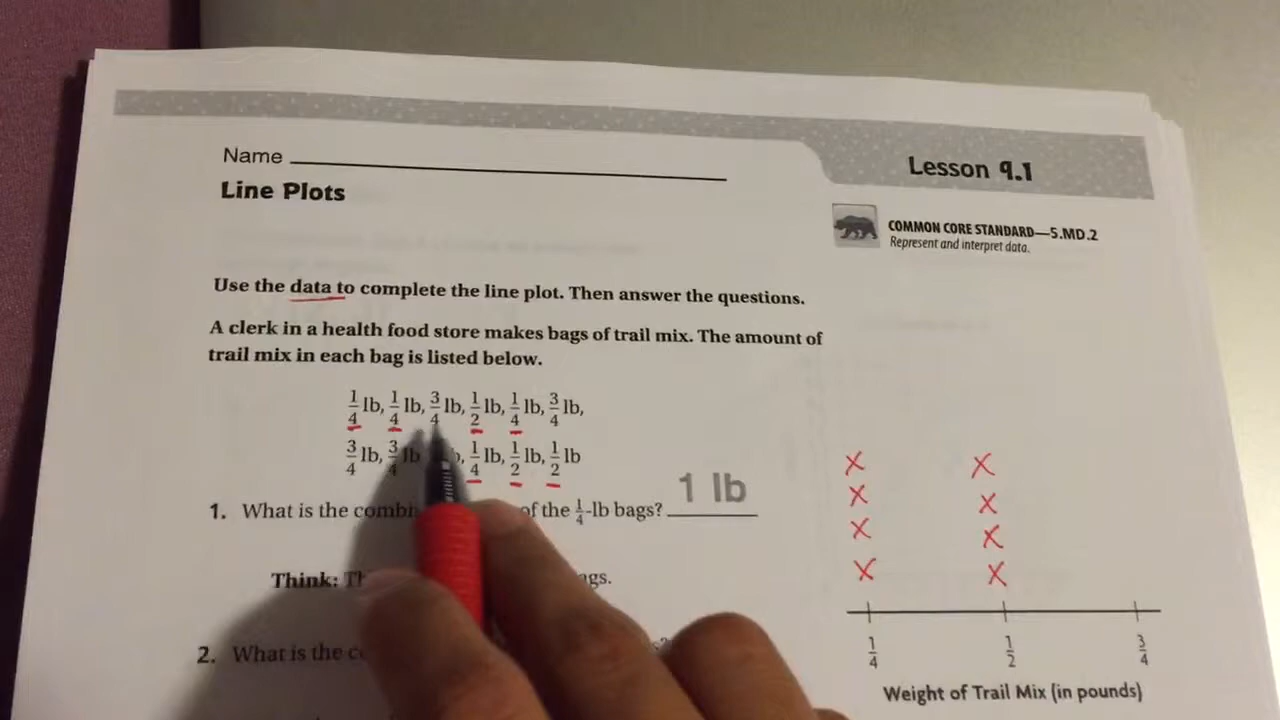 Name
Lesson 9.1
Line Plots
COMMON CORE STANDARD—5.MD.2
Represent and interpret data.
Use the data to complete the line plot. Then answer the questions.
A clerk in a health food store makes bags of trail mix. The amount of
trail mix in each bag is listed below.
1/4 lb, 1/4 lb, 3/4 lb, 1/2 lb, 1/4 lb, 3/4 lb,
3/4 lb, 3/4 lb 1/4 lb, 1/2 lb, 1/2 lb
1. What is the of the 1/4-lb bags? 1 lb
Think:
2. What is the
X X
X X
X X
X X
1/4 1/2 3/4
Weight of Trail Mix (in pounds)